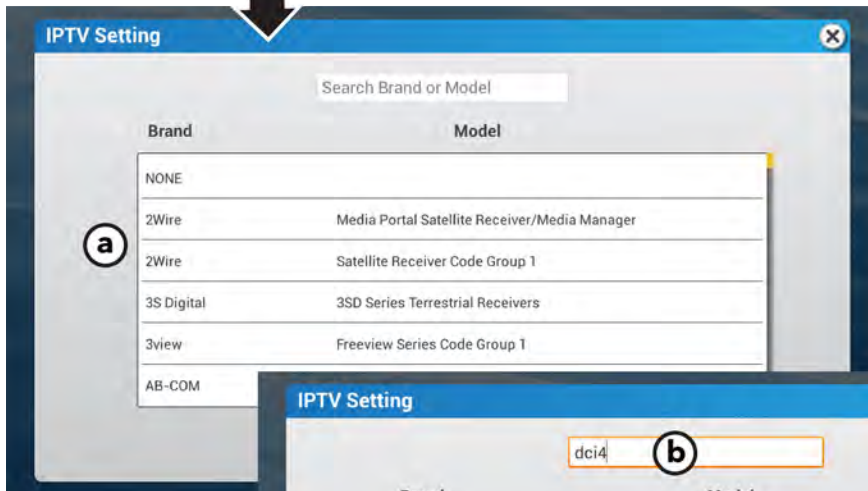 IPTV Setting
Search Brand or Model
Brand Model
NONE
2Wire Media Portal Satellite Receiver/Media Manager
a
2Wire Satellite Receiver Code Group 1
3S Digital 3SD Series Terrestrial Receivers
3view Freeview Series Code Group 1
AB-COM
IPTV Setting
dci4 b